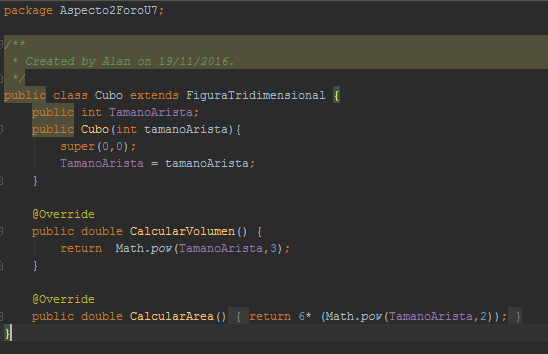 package Aspecto2ForoU7;
/**
* Created by Alan on 19/11/2016.
*/
public class Cubo extends FiguraTridimensional {
public int TamanoArista;
public Cubo(int tamanoArista){
super(0,0);
TamanoArista = tamanoArista;
}
@Override
public double CalcularVolumen() {
return  Math.pow(TamanoArista,3);
}
@Override
public double CalcularArea() { return 6* (Math.pow(TamanoArista,2)); }
}